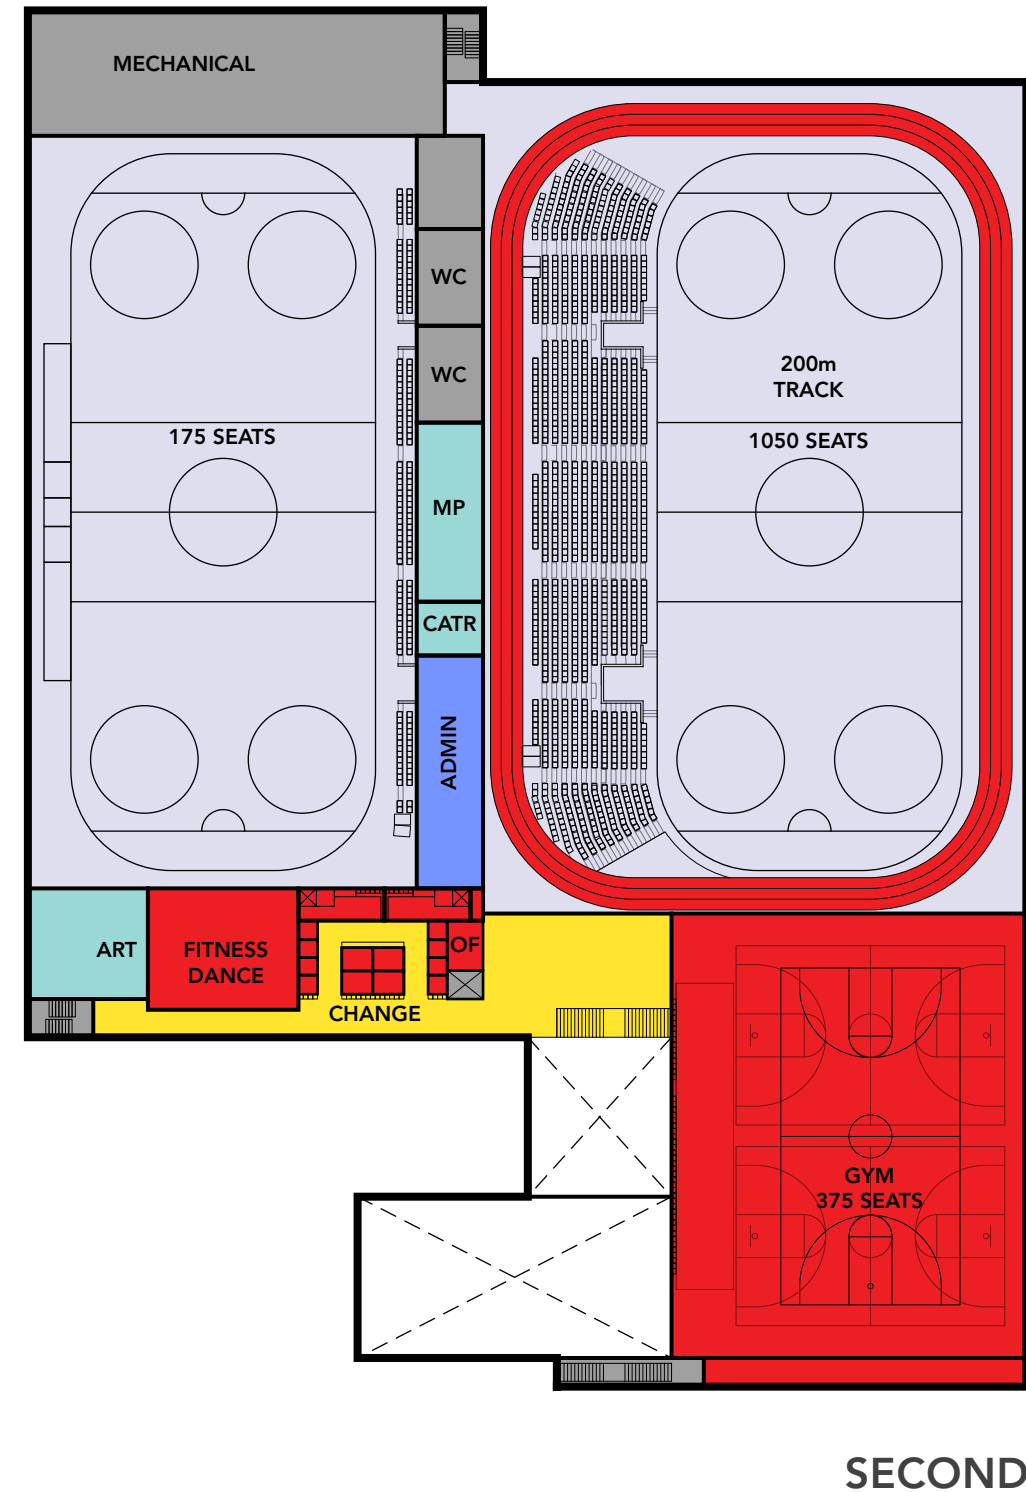 MECHANICAL
WC
WC
200m
TRACK
175 SEATS
1050 SEATS
MP
CATR
ADMIN
ART
FITNESS
DANCE
OF
CHANGE
GYM
375 SEATS
SECOND